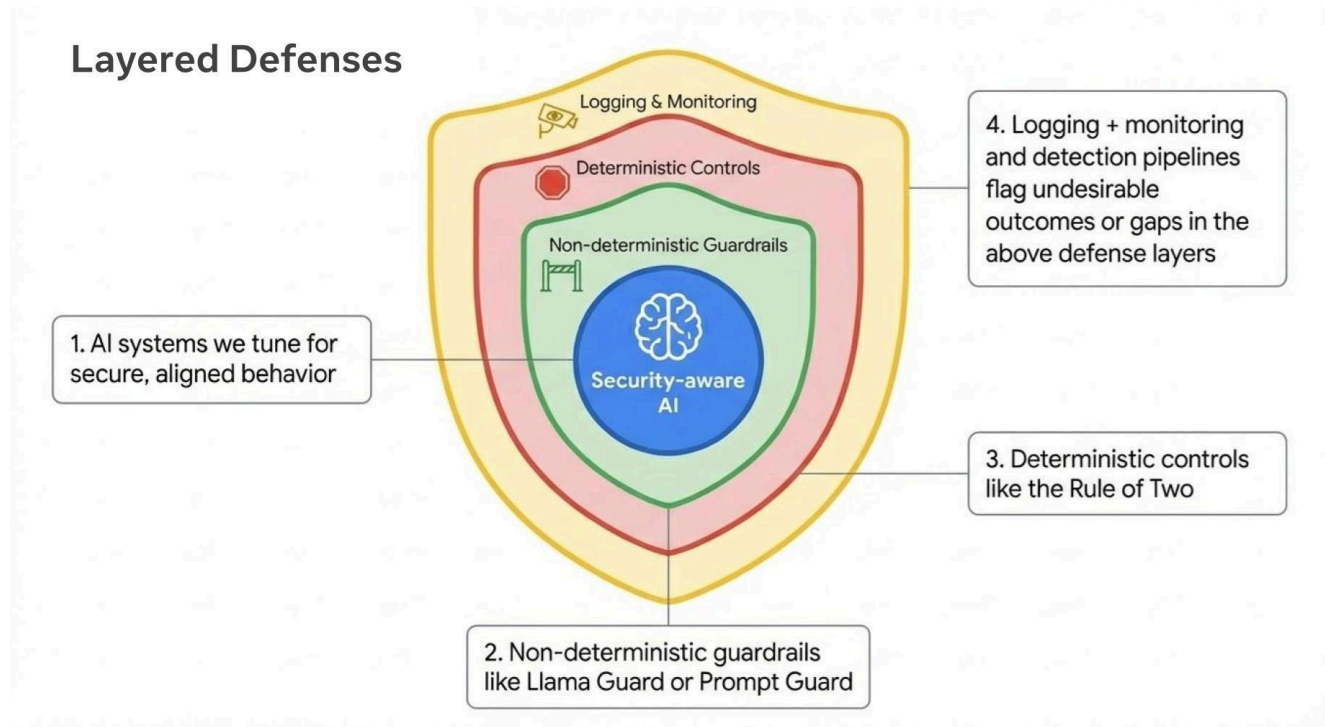 Layered Defenses
Logging & Monitoring
Deterministic Controls
Non-deterministic Guardrails
Security-aware
AI
1. AI systems we tune for
secure, aligned behavior
2. Non-deterministic guardrails
like Llama Guard or Prompt Guard
3. Deterministic controls
like the Rule of Two
4. Logging + monitoring
and detection pipelines
flag undesirable
outcomes or gaps in the
above defense layers